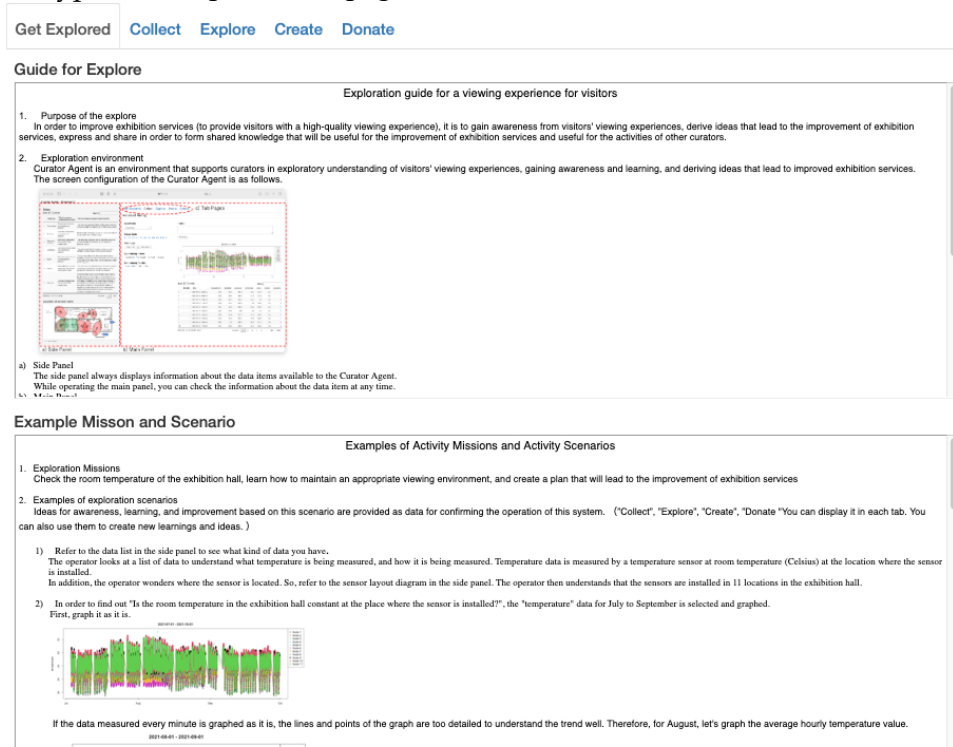 Get Explored Collect Explore Create Donate
Guide for Explore
Exploration guide for a viewing experience for visitors
1. Purpose of the explore
In order to improve exhibition services (to provide visitors with a high-quality viewing experience), it is to gain awareness from visitors' viewing experiences, derive ideas that lead to the improvement of exhibition
services, express and share in order to form shared knowledge that will be useful for the improvement of exhibition services and useful for the activities of other curators.
2. Exploration environment
Curator Agent is an environment that supports curators in exploratory understanding of visitors' viewing experiences, gaining awareness and learning, and deriving ideas that lead to improved exhibition services.
The screen configuration of the Curator Agent is as follows.
c) Tab Pages
a) Side Panel b) Main Panel
a) Side Panel
The side panel always displays information about the data items available to the Curator Agent.
While operating the main panel, you can check the information about the data item at any time.
b) Main Panel
Example Misson and Scenario
Examples of Activity Missions and Activity Scenarios
1. Exploration Missions
Check the room temperature of the exhibition hall, learn how to maintain an appropriate viewing environment, and create a plan that will lead to the improvement of exhibition services
2. Examples of exploration scenarios
Ideas for awareness, learning, and improvement based on this scenario are provided as data for confirming the operation of this system. ("Collect", "Explore", "Create", "Donate "You can display it in each tab. You
can also use them to create new learnings and ideas. )
1) Refer to the data list in the side panel to see what kind of data you have.
The operator looks at a list of data to understand what temperature is being measured, and how it is being measured. Temperature data is measured by a temperature sensor at room temperature (Celsius) at the location where the sensor
is installed.
In addition, the operator wonders where the sensor is located. So, refer to the sensor layout diagram in the side panel. The operator then understands that the sensors are installed in 11 locations in the exhibition hall.
2) In order to find out "Is the room temperature in the exhibition hall constant at the place where the sensor is installed?", the "temperature" data for July to September is selected and graphed.
First, graph it as it is.
2021-07-01 - 2021-10-01
If the data measured every minute is graphed as it is, the lines and points of the graph are too detailed to understand the trend well. Therefore, for August, let's graph the average hourly temperature value.
2021-08-01 - 2021-09-01